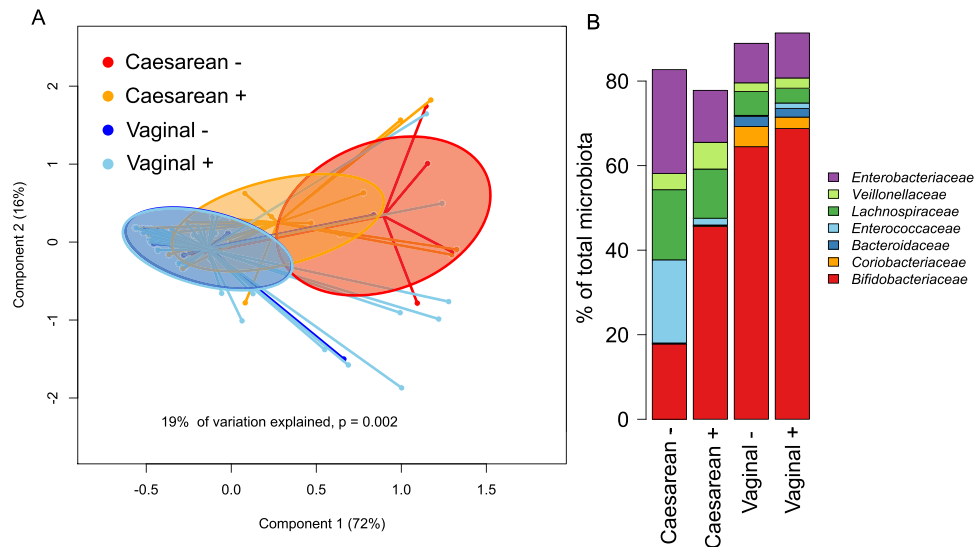 A
Caesarean -
Caesarean +
Vaginal -
Vaginal +
2
1
0
-1
-2
Component 2 (16%)
19% of variation explained, p = 0.002
-0.5
0.0
0.5
1.0
1.5
Component 1 (72%)
B
80
60
40
20
0
% of total microbiota
Caesarean -
Caesarean +
Vaginal -
Vaginal +
Enterobacteriaceae
Veillonellaceae
Lachnospiraceae
Enterococcaceae
Bacteroidaceae
Coriobacteriaceae
Bifidobacteriaceae